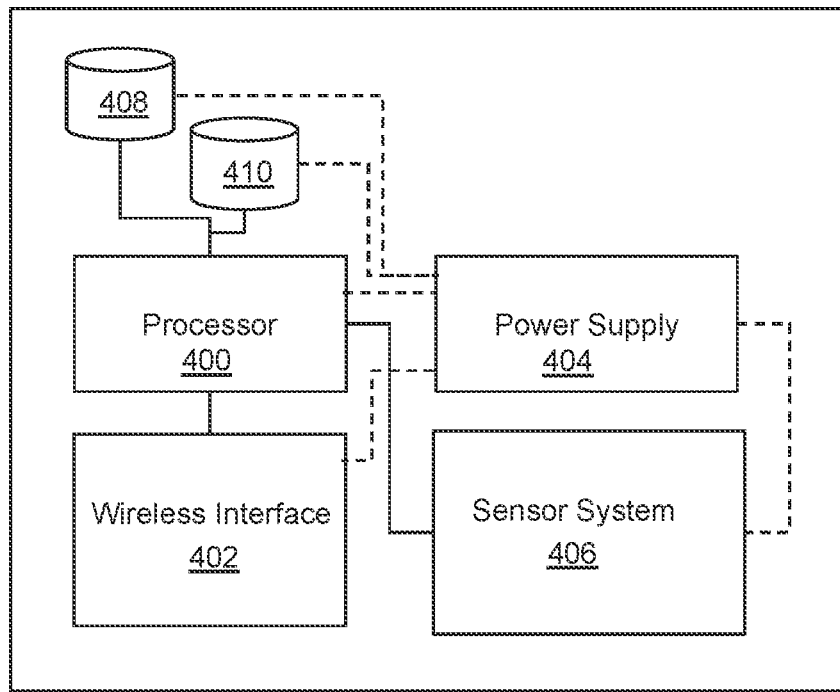 408
410
Processor
400
Power Supply
404
Wireless Interface
402
Sensor System
406